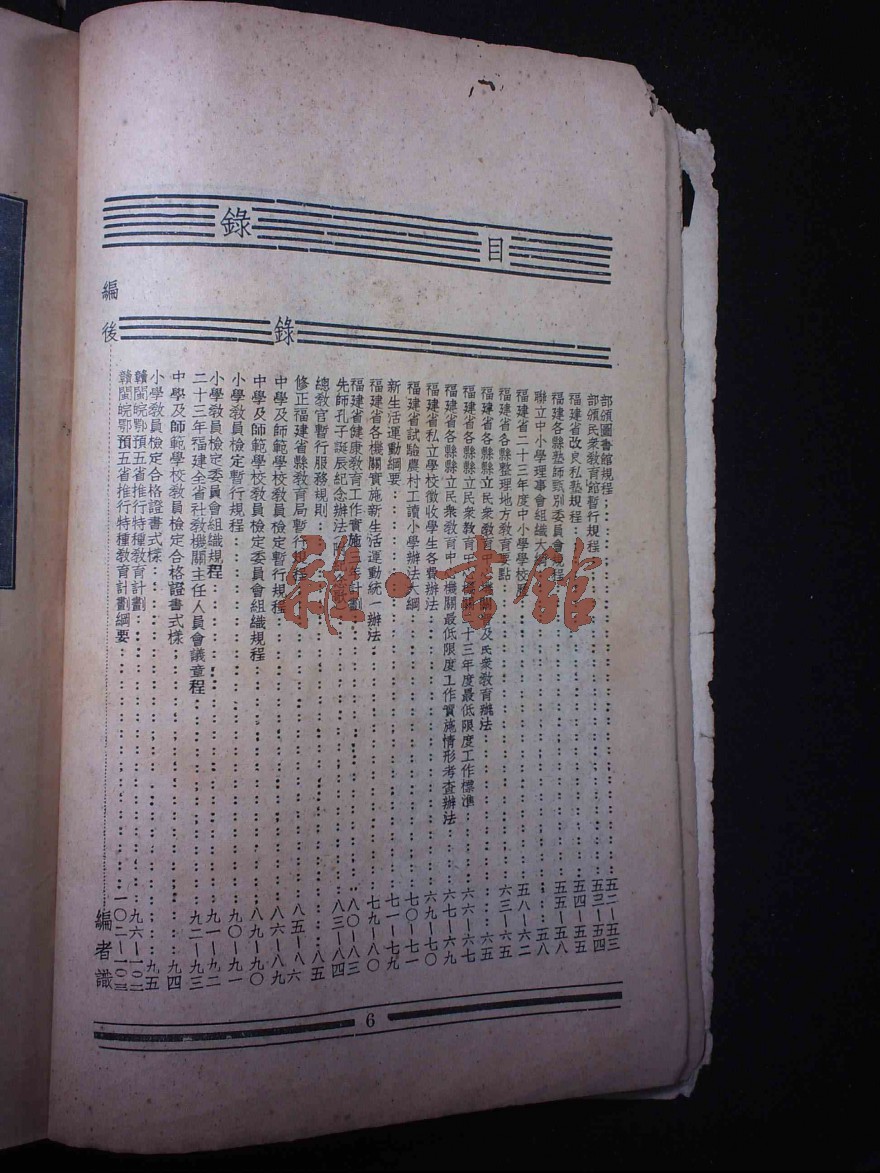 目錄
錄
部頒圖書館規程 五二—五三
部頒民衆教育館暫行規程 五三—五四
福建省改良私塾規程 五四—五五
福建各縣塾師甄別委員會規程 五五—五八
聯立中小學理事會組織大綱 五八
福建省二十三年度中小學學校 五八—六二
福建省各縣整理地方教育要點 六三—六五
福建省各縣縣立民衆教育中心機關 及民衆教育辦法 六五
福建省各縣縣立民衆教育中心機關 十三年度最低限度工作標準 六六—六七
福建省各縣縣立民衆教育中心機關最低限度工作實施情形考查辦法 六七—六九
福建省私立學校徵收學生各費辦法 六九—七〇
福建省試驗農村工讀小學辦法大綱 七〇—七一
新生活運動綱要 七一—七九
福建省各機關實施新生活運動統一辦法 七九—八〇
福建省健康教育工作實施三年計劃 八〇—八三
先師孔子誕辰紀念辦法 八三—八四
總教官暫行服務規則 八五
修正福建省縣教育局暫行規程 八五—八六
中學及師範學校教員檢定暫行規程 八六—八九
中學及師範學校教員檢定委員會組織規程 八九—九〇
小學教員檢定暫行規程 九〇—九一
小學教員檢定委員會組織規程 九一—九二
二十三年福建全省社教機關主任人員會議章程 九二—九三
中學及師範學校教員檢定合格證書式樣 九四
小學教員檢定合格證書式樣 九五
贛閩皖鄂豫五省推行特種教育計劃 九六—一〇二
贛閩皖鄂豫五省推行特種教育計劃綱要 一〇二—一〇三
編後 編者識
6
雜·書館